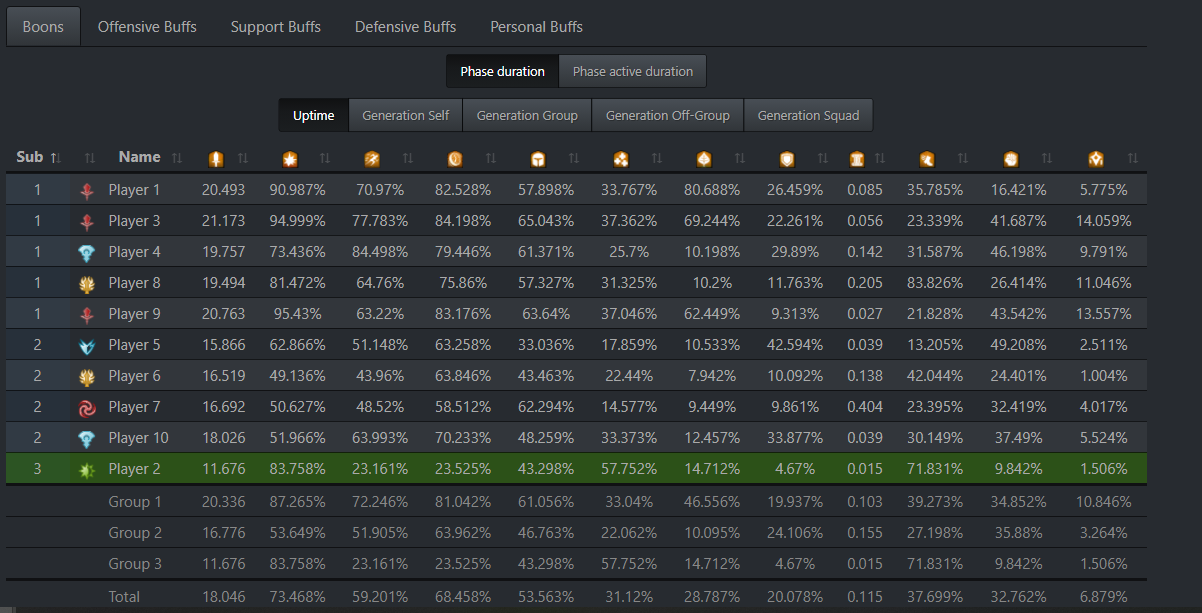 Boons Offensive Buffs Support Buffs Defensive Buffs Personal Buffs
Phase duration Phase active duration
Uptime Generation Self Generation Group Generation Off-Group Generation Squad
Sub Name
1 Player 1 20.493 90.987% 70.97% 82.528% 57.898% 33.767% 80.688% 26.459% 0.085 35.785% 16.421% 5.775%
1 Player 3 21.173 94.999% 77.783% 84.198% 65.043% 37.362% 69.244% 22.261% 0.056 23.339% 41.687% 14.059%
1 Player 4 19.757 73.436% 84.498% 79.446% 61.371% 25.7% 10.198% 29.89% 0.142 31.587% 46.198% 9.791%
1 Player 8 19.494 81.472% 64.76% 75.86% 57.327% 31.325% 10.2% 11.763% 0.205 83.826% 26.414% 11.046%
1 Player 9 20.763 95.43% 63.22% 83.176% 63.64% 37.046% 62.449% 9.313% 0.027 21.828% 43.542% 13.557%
2 Player 5 15.866 62.866% 51.148% 63.258% 33.036% 17.859% 10.533% 42.594% 0.039 13.205% 49.208% 2.511%
2 Player 6 16.519 49.136% 43.96% 63.846% 43.463% 22.44% 7.942% 10.092% 0.138 42.044% 24.401% 1.004%
2 Player 7 16.692 50.627% 48.52% 58.512% 62.294% 14.577% 9.449% 9.861% 0.404 23.395% 32.419% 4.017%
2 Player 10 18.026 51.966% 63.993% 70.233% 48.259% 33.373% 12.457% 33.877% 0.039 30.149% 37.49% 5.524%
3 Player 2 11.676 83.758% 23.161% 23.525% 43.298% 57.752% 14.712% 4.67% 0.015 71.831% 9.842% 1.506%
Group 1 20.336 87.265% 72.246% 81.042% 61.056% 33.04% 46.556% 19.937% 0.103 39.273% 34.852% 10.846%
Group 2 16.776 53.649% 51.905% 63.962% 46.763% 22.062% 10.095% 24.106% 0.155 27.198% 35.88% 3.264%
Group 3 11.676 83.758% 23.161% 23.525% 43.298% 57.752% 14.712% 4.67% 0.015 71.831% 9.842% 1.506%
Total 18.046 73.468% 59.201% 68.458% 53.563% 31.12% 28.787% 20.078% 0.115 37.699% 32.762% 6.879%